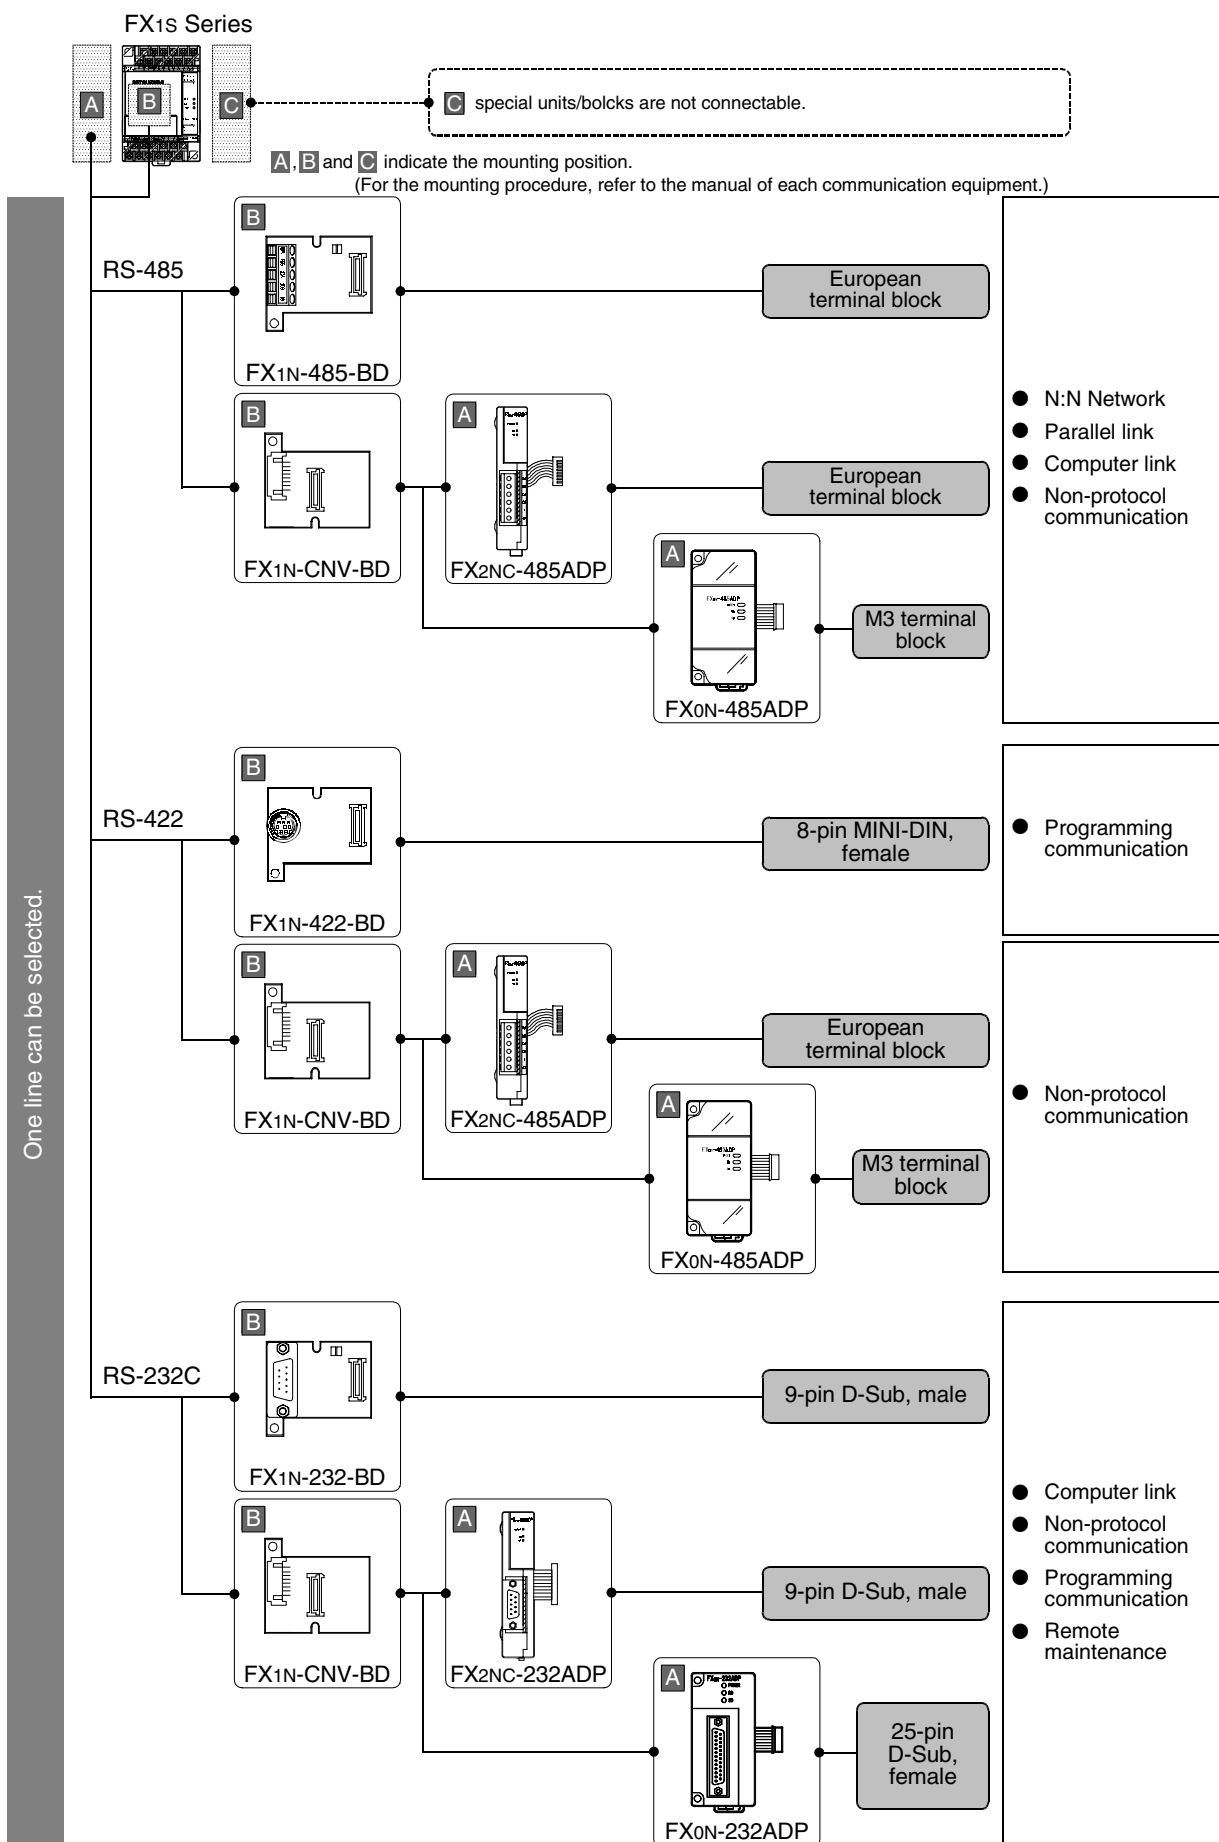 FX1S Series
A
B
C
C special units/bolcks are not connectable.
A, B and C indicate the mounting position.
(For the mounting procedure, refer to the manual of each communication equipment.)
One line can be selected.
RS-485
B
FX1N-485-BD
European
terminal block
B
FX1N-CNV-BD
A
FX2NC-485ADP
European
terminal block
A
FX0N-485ADP
M3 terminal
block
● N:N Network
● Parallel link
● Computer link
● Non-protocol
communication
RS-422
B
FX1N-422-BD
8-pin MINI-DIN,
female
● Programming
communication
B
FX1N-CNV-BD
A
FX2NC-485ADP
European
terminal block
A
FX0N-485ADP
M3 terminal
block
● Non-protocol
communication
RS-232C
B
FX1N-232-BD
9-pin D-Sub, male
B
FX1N-CNV-BD
A
FX2NC-232ADP
9-pin D-Sub, male
A
FX0N-232ADP
25-pin
D-Sub,
female
● Computer link
● Non-protocol
communication
● Programming
communication
● Remote
maintenance